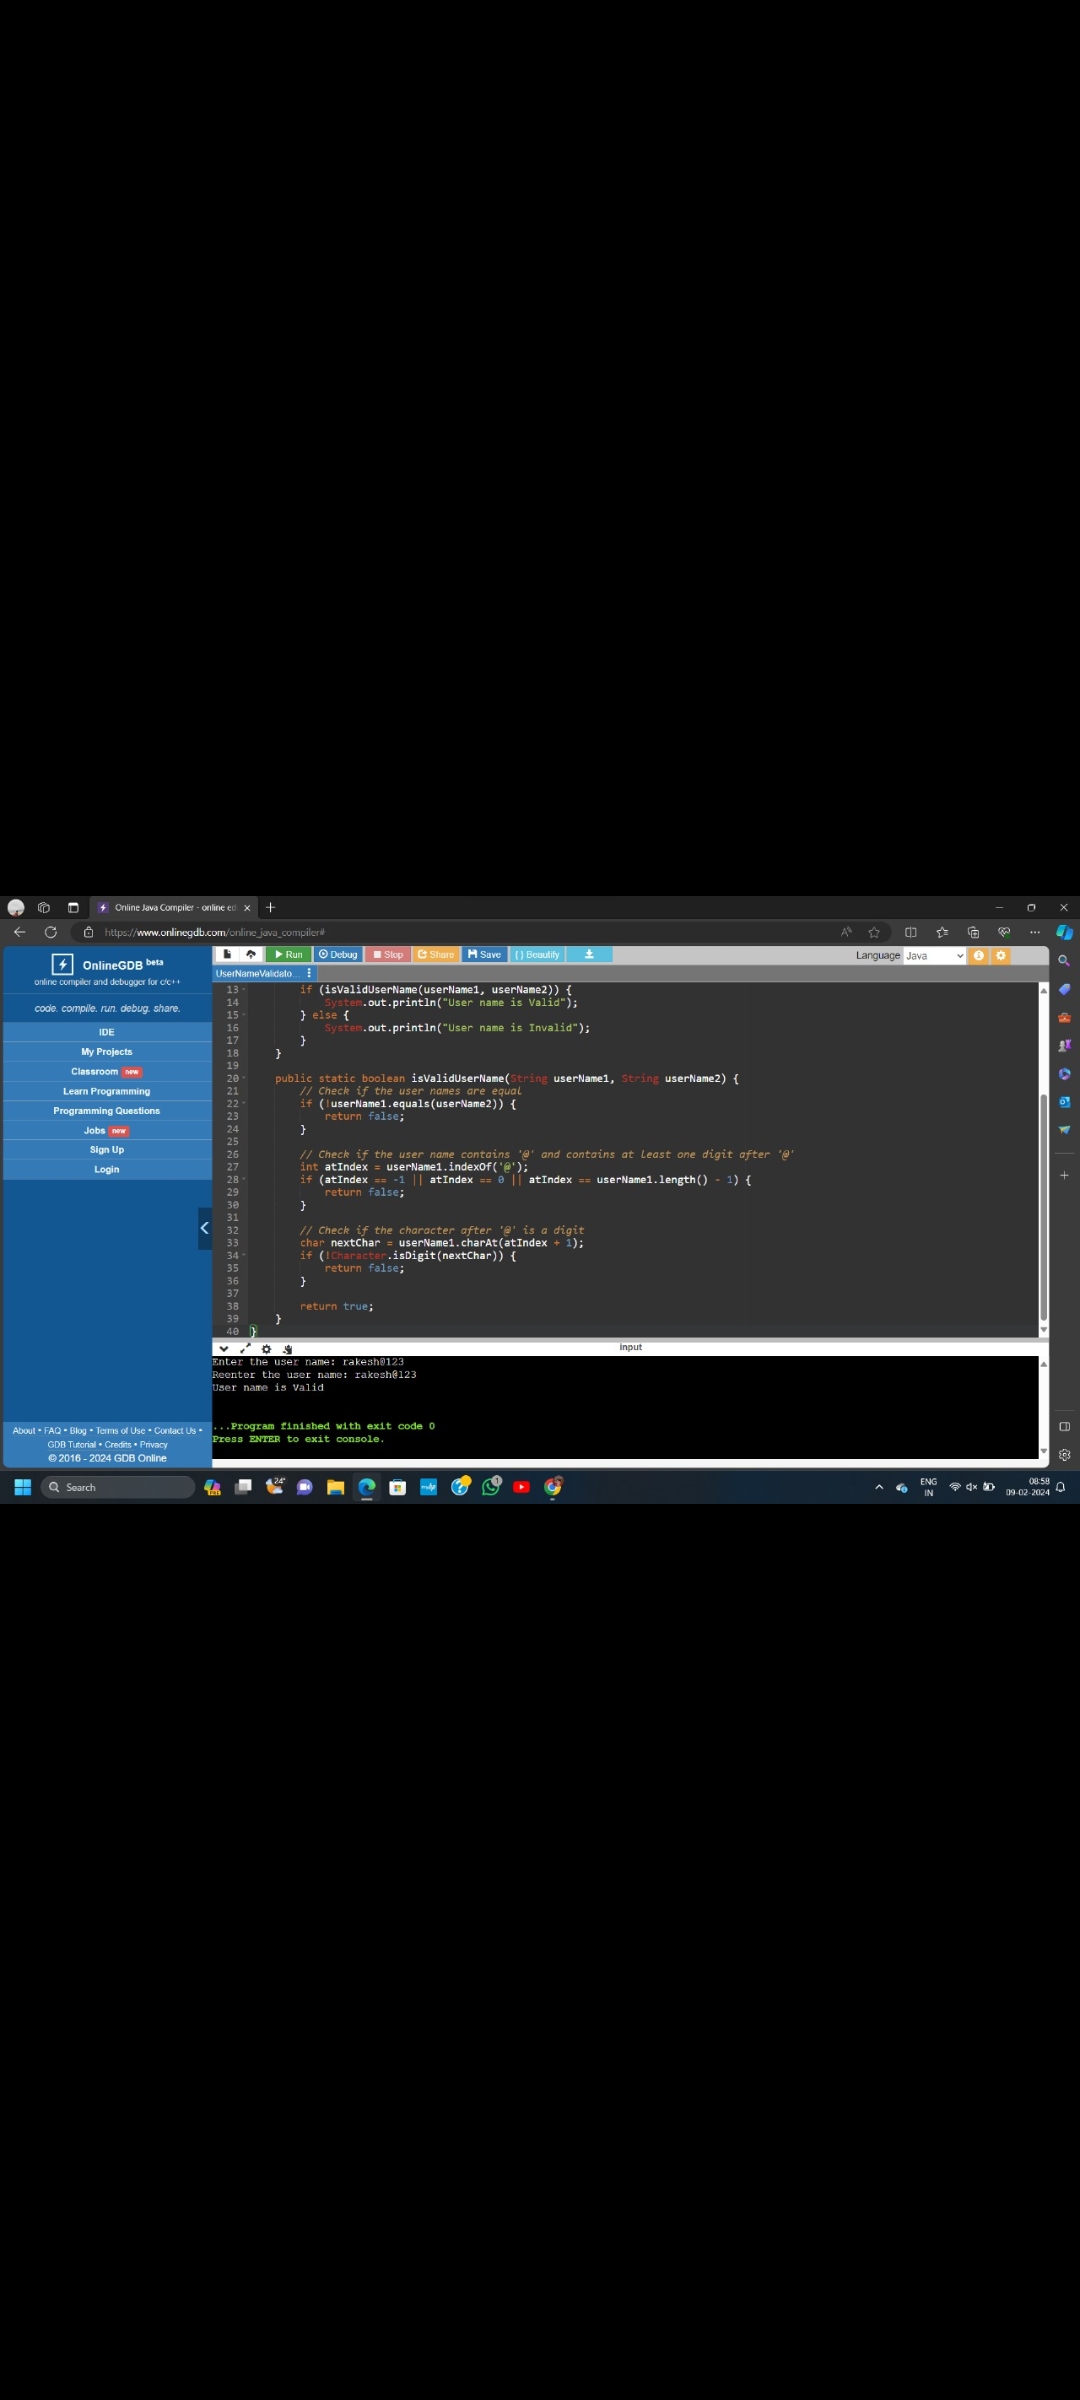 Online Java Compiler - online ed
https://www.onlinegdb.com/online_java_compiler#
OnlineGDB beta
online compiler and debugger for c/c++
code. compile. run. debug. share.
IDE
My Projects
Classroom new
Learn Programming
Programming Questions
Jobs new
Sign Up
Login
About • FAQ • Blog • Terms of Use • Contact Us •
GDB Tutorial • Credits • Privacy
© 2016 - 2024 GDB Online
Run Debug Stop Share Save { } Beautify
Language Java
UserNameValidato...
13 if (isValidUserName(userName1, userName2)) {
14 System.out.println("User name is Valid");
15 } else {
16 System.out.println("User name is Invalid");
17 }
18 }
19
20 public static boolean isValidUserName(String userName1, String userName2) {
21 // Check if the user names are equal
22 if (!userName1.equals(userName2)) {
23 return false;
24 }
25
26 // Check if the user name contains '@' and contains at least one digit after '@'
27 int atIndex = userName1.indexOf('@');
28 if (atIndex == -1 || atIndex == 0 || atIndex == userName1.length() - 1) {
29 return false;
30 }
31
32 // Check if the character after '@' is a digit
33 char nextChar = userName1.charAt(atIndex + 1);
34 if (!Character.isDigit(nextChar)) {
35 return false;
36 }
37
38 return true;
39 }
40 }
input
Enter the user name: rakesh@123
Reenter the user name: rakesh@123
User name is Valid
...Program finished with exit code 0
Press ENTER to exit console.
Search
24°
1
ENG
IN
08:58
09-02-2024